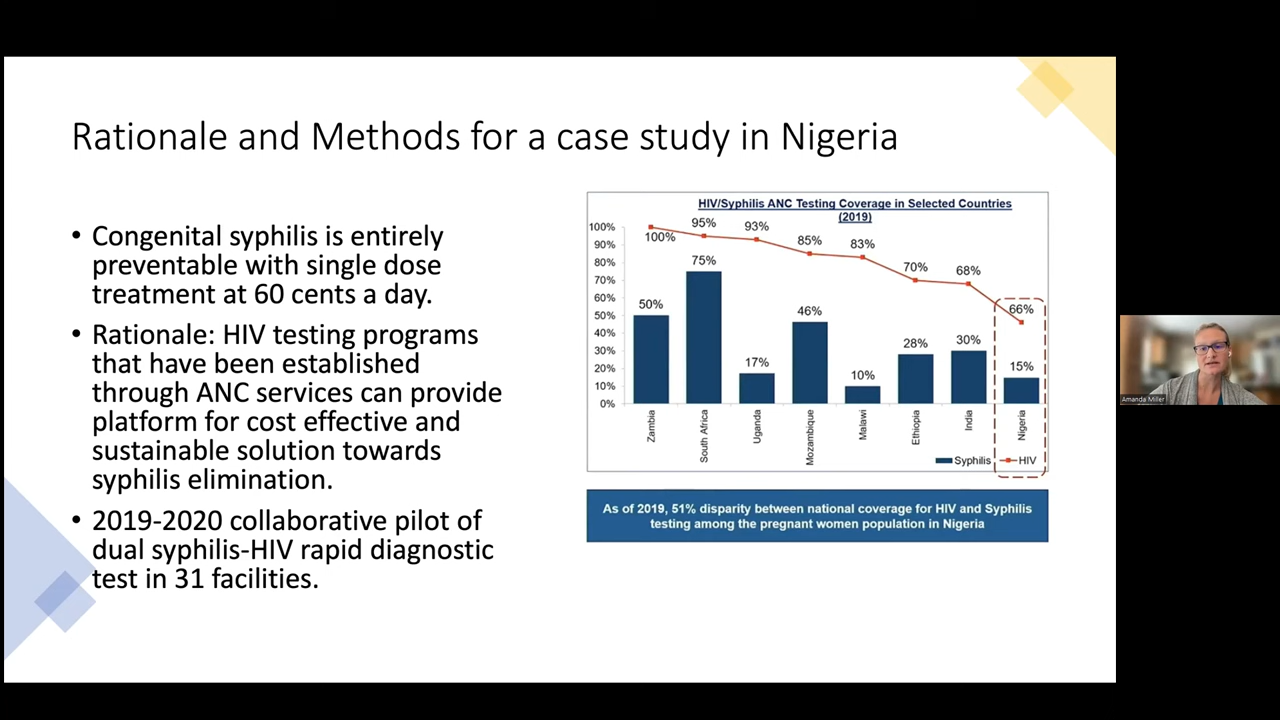 Rationale and Methods for a case study in Nigeria
• Congenital syphilis is entirely
preventable with single dose
treatment at 60 cents a day.
• Rationale: HIV testing programs
that have been established
through ANC services can provide
platform for cost effective and
sustainable solution towards
syphilis elimination.
• 2019-2020 collaborative pilot of
dual syphilis-HIV rapid diagnostic
test in 31 facilities.
HIV/Syphilis ANC Testing Coverage in Selected Countries
(2019)
100%
90%
80%
70%
60%
50%
40%
30%
20%
10%
0%
100%
95%
93%
85%
83%
70%
68%
66%
50%
75%
17%
46%
10%
28%
30%
15%
Zambia
South Africa
Uganda
Mozambique
Malawi
Ethiopia
India
Nigeria
Syphilis
HIV
As of 2019, 51% disparity between national coverage for HIV and Syphilis
testing among the pregnant women population in Nigeria
Amanda Miller